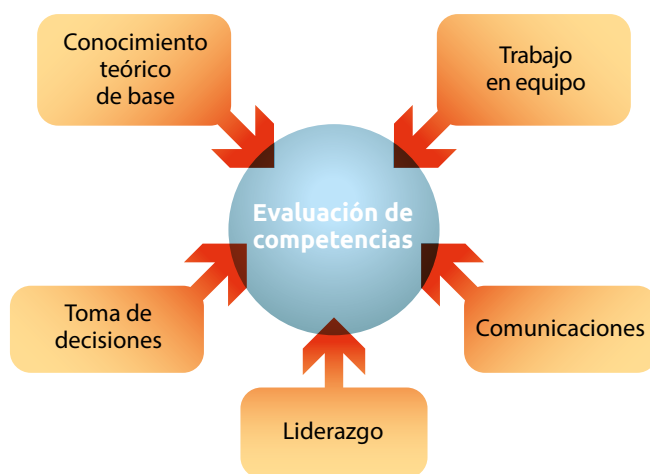 Conocimiento
teórico
de base
Trabajo
en equipo
Evaluación de
competencias
Toma de
decisiones
Comunicaciones
Liderazgo